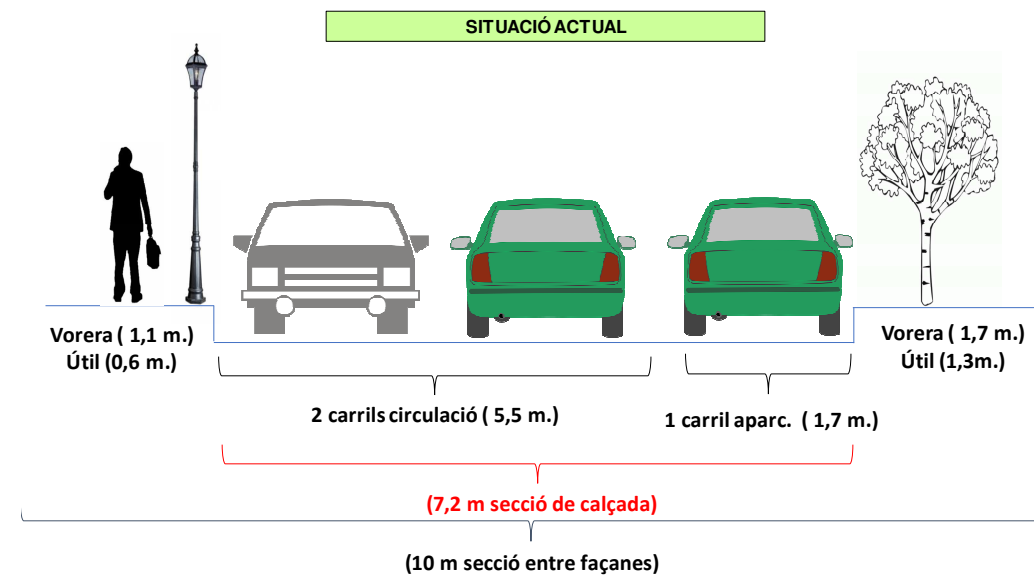 SITUACIÓ ACTUAL
Vorera ( 1,1 m.)
Útil (0,6 m.)
Vorera ( 1,7 m.)
Útil (1,3m.)
2 carrils circulació ( 5,5 m.)
1 carril aparc.  ( 1,7 m.)
(7,2 m secció de calçada)
(10 m secció entre façanes)